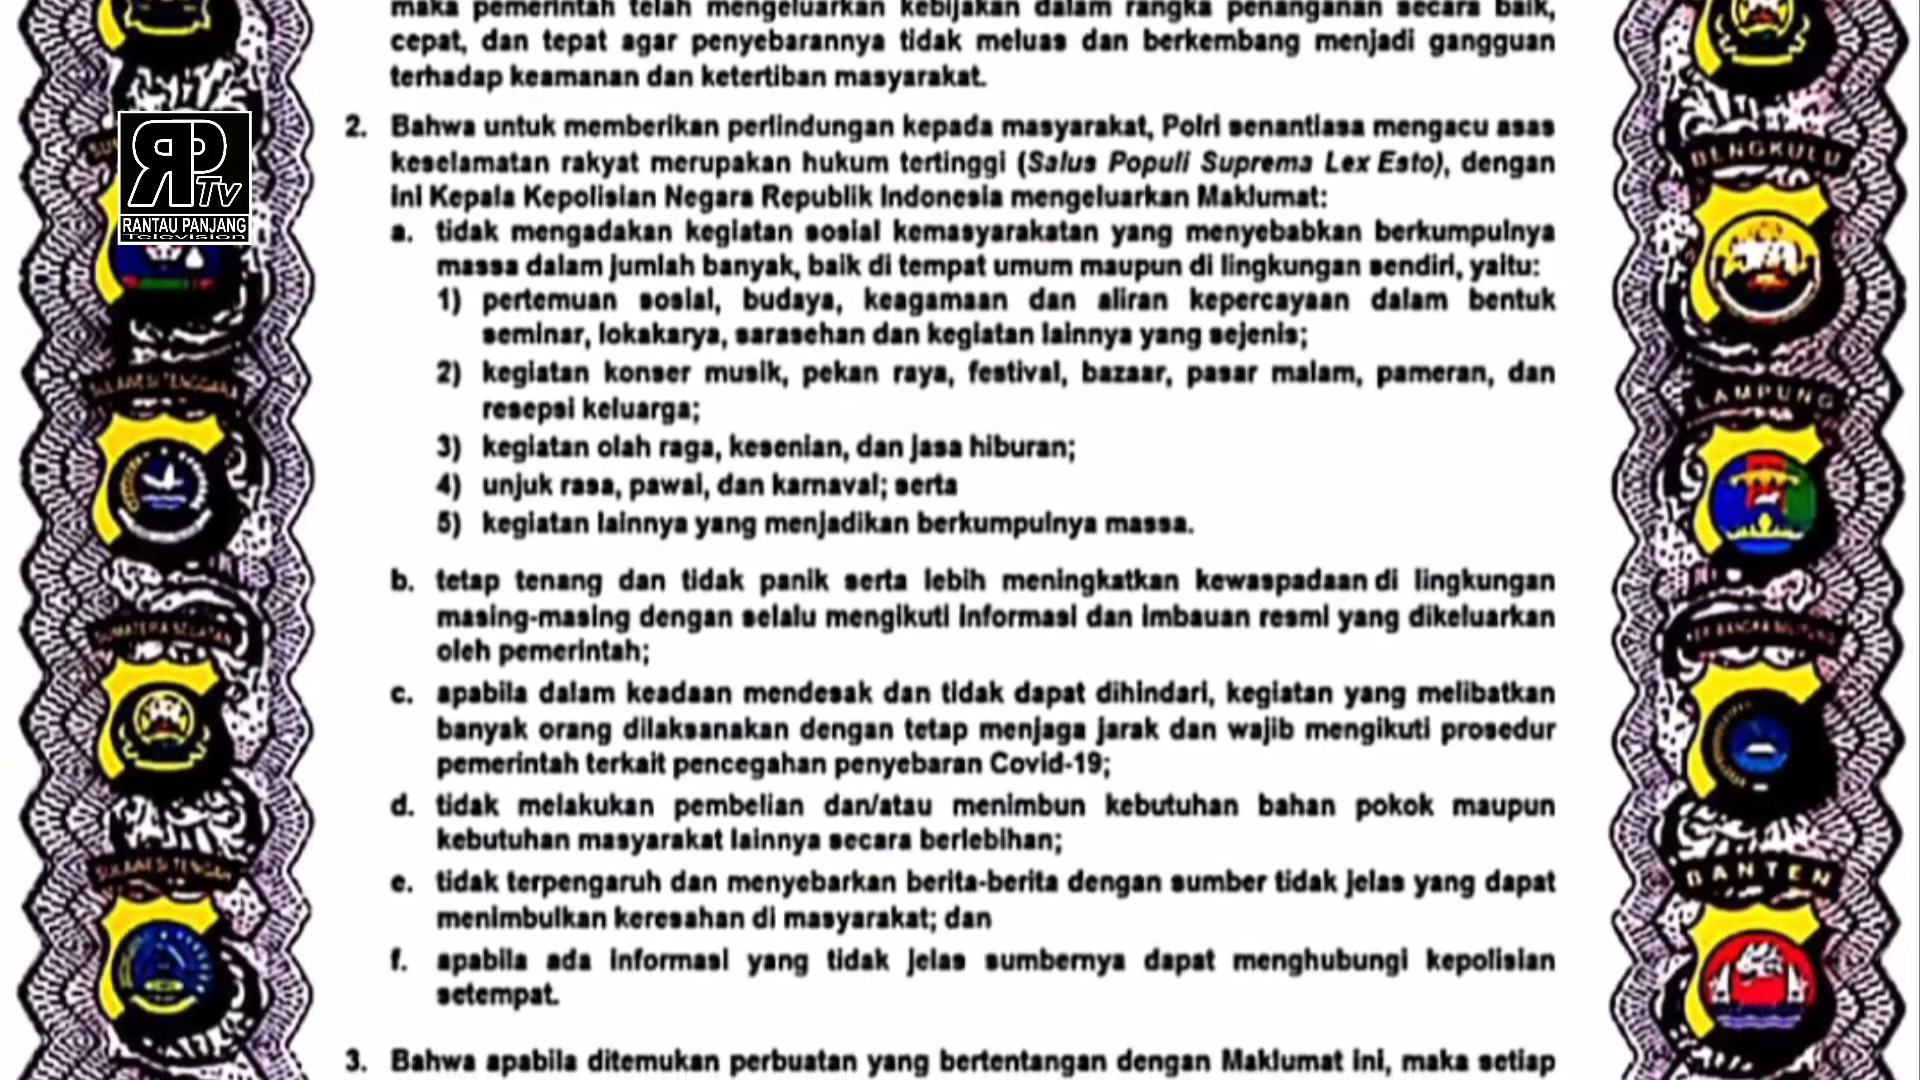 maka pemerintah telah mengeluarkan kebijakan dalam rangka penanganan secara baik,
cepat, dan tepat agar penyebarannya tidak meluas dan berkembang menjadi gangguan
terhadap keamanan dan ketertiban masyarakat.
2. Bahwa untuk memberikan perlindungan kepada masyarakat, Polri senantiasa mengacu asas
keselamatan rakyat merupakan hukum tertinggi (Salus Populi Suprema Lex Esto), dengan
ini Kepala Kepolisian Negara Republik Indonesia mengeluarkan Maklumat:
a. tidak mengadakan kegiatan sosial kemasyarakatan yang menyebabkan berkumpulnya
massa dalam jumlah banyak, baik di tempat umum maupun di lingkungan sendiri, yaitu:
1) pertemuan sosial, budaya, keagamaan dan aliran kepercayaan dalam bentuk
seminar, lokakarya, sarasehan dan kegiatan lainnya yang sejenis;
2) kegiatan konser musik, pekan raya, festival, bazaar, pasar malam, pameran, dan
resepsi keluarga;
3) kegiatan olah raga, kesenian, dan jasa hiburan;
4) unjuk rasa, pawai, dan karnaval; serta
5) kegiatan lainnya yang menjadikan berkumpulnya massa.
b. tetap tenang dan tidak panik serta lebih meningkatkan kewaspadaan di lingkungan
masing-masing dengan selalu mengikuti informasi dan imbauan resmi yang dikeluarkan
oleh pemerintah;
c. apabila dalam keadaan mendesak dan tidak dapat dihindari, kegiatan yang melibatkan
banyak orang dilaksanakan dengan tetap menjaga jarak dan wajib mengikuti prosedur
pemerintah terkait pencegahan penyebaran Covid-19;
d. tidak melakukan pembelian dan/atau menimbun kebutuhan bahan pokok maupun
kebutuhan masyarakat lainnya secara berlebihan;
e. tidak terpengaruh dan menyebarkan berita-berita dengan sumber tidak jelas yang dapat
menimbulkan keresahan di masyarakat; dan
f. apabila ada informasi yang tidak jelas sumbernya dapat menghubungi kepolisian
setempat.
3. Bahwa apabila ditemukan perbuatan yang bertentangan dengan Maklumat ini, maka setiap
RP Tv
RANTAU PANJANG
Television
SULAWESI TENGGARA
SUMATERA SELATAN
SULAWESI TENGAH
BENGKULU
LAMPUNG
BANTEN